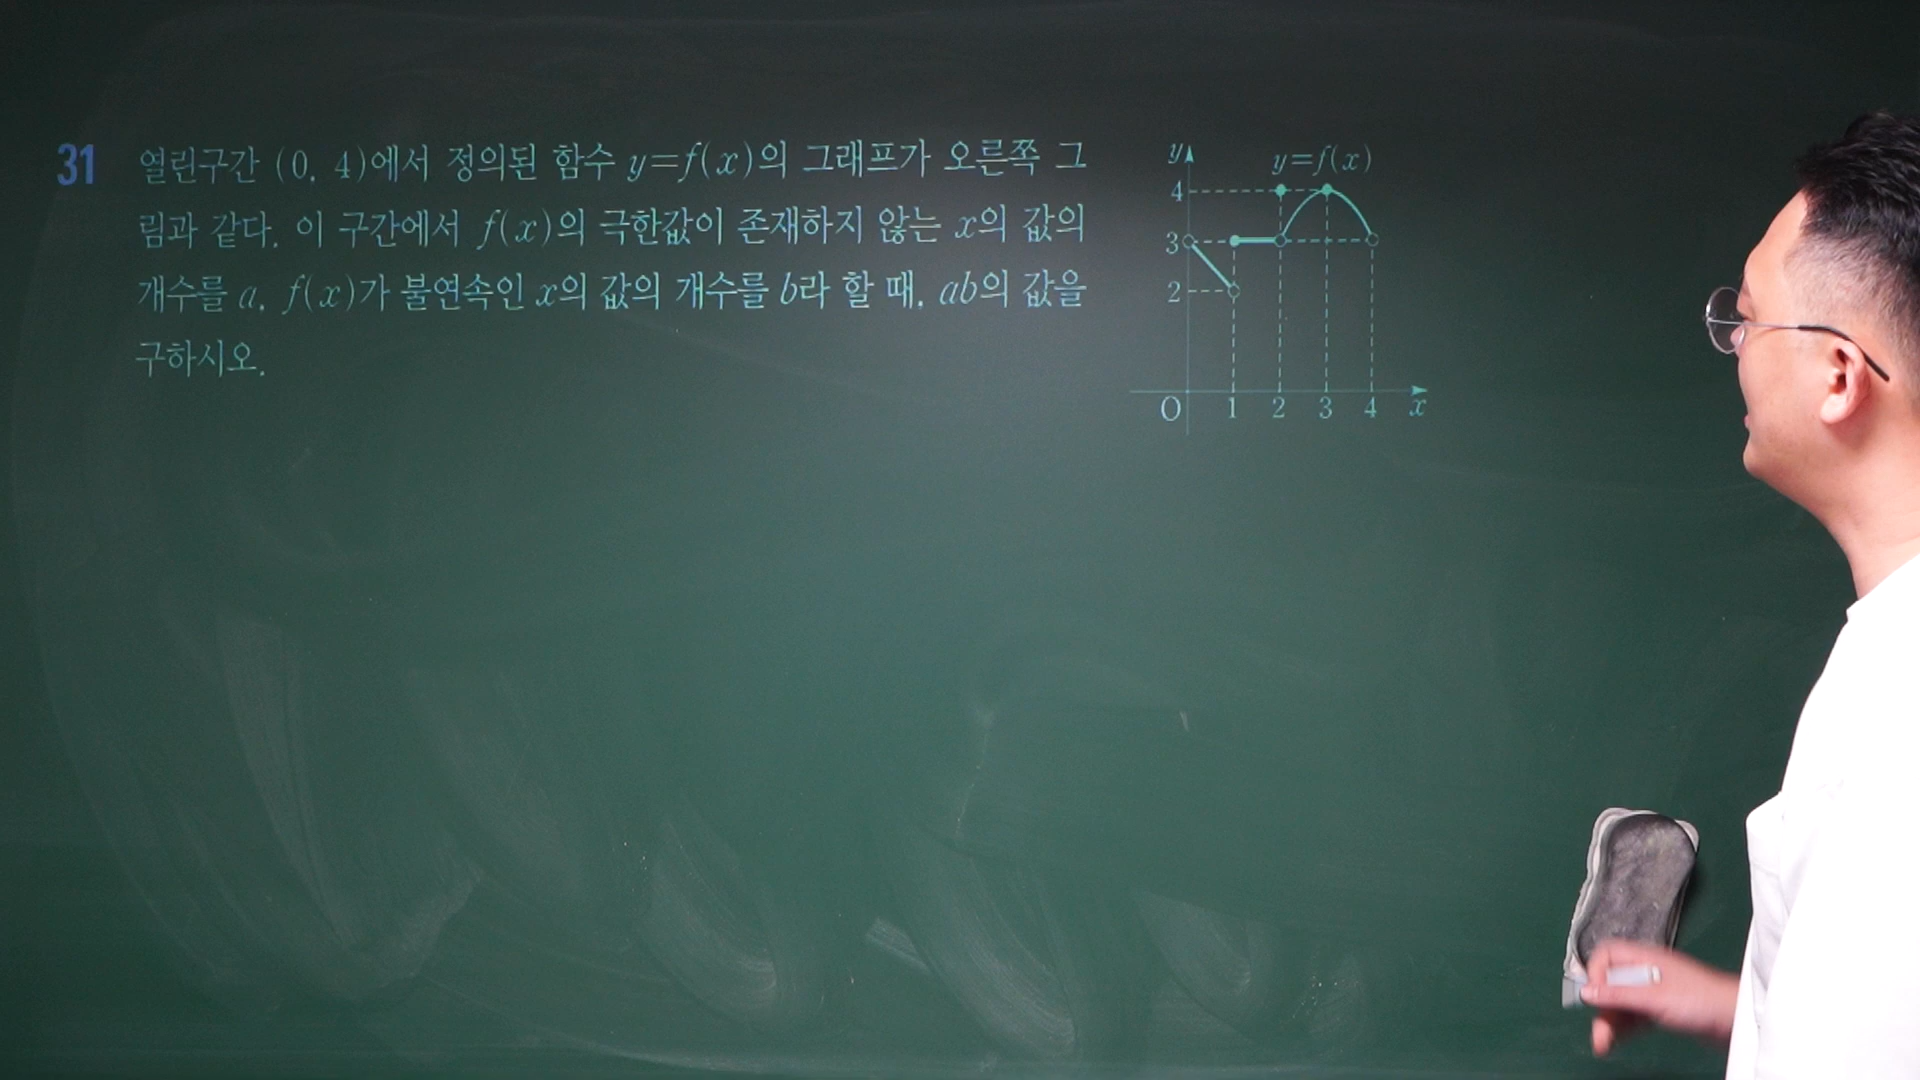 31 열린구간 (0, 4)에서 정의된 함수 y=f(x)의 그래프가 오른쪽 그
림과 같다. 이 구간에서 f(x)의 극한값이 존재하지 않는 x의 값의
개수를 a, f(x)가 불연속인 x의 값의 개수를 b라 할 때, ab의 값을
구하시오.
y
y=f(x)
4
3
2
O 1 2 3 4 x